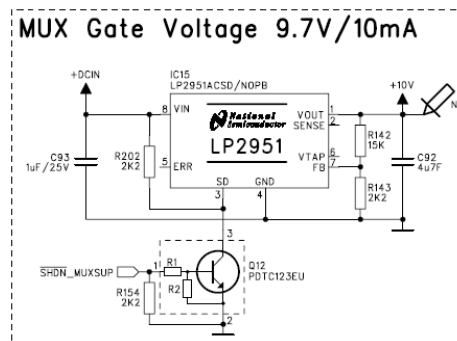 MUX Gate Voltage 9.7V/10mA
+DCIN
IC15
LP2951ACSD/NOPB
+10V
N
8 VIN
National
Semiconductor
LP2951
VOUT 1
SENSE 2
R142
15K
C93
1uF/25V
R202
2K2
5 ERR
VTAP 6
FB 7
C92
4u7F
SD
3
GND
4
R143
2K2
3
SHDN_MUXSUP
1
R1
R2
Q12
PDTC123EU
R154
2K2
2